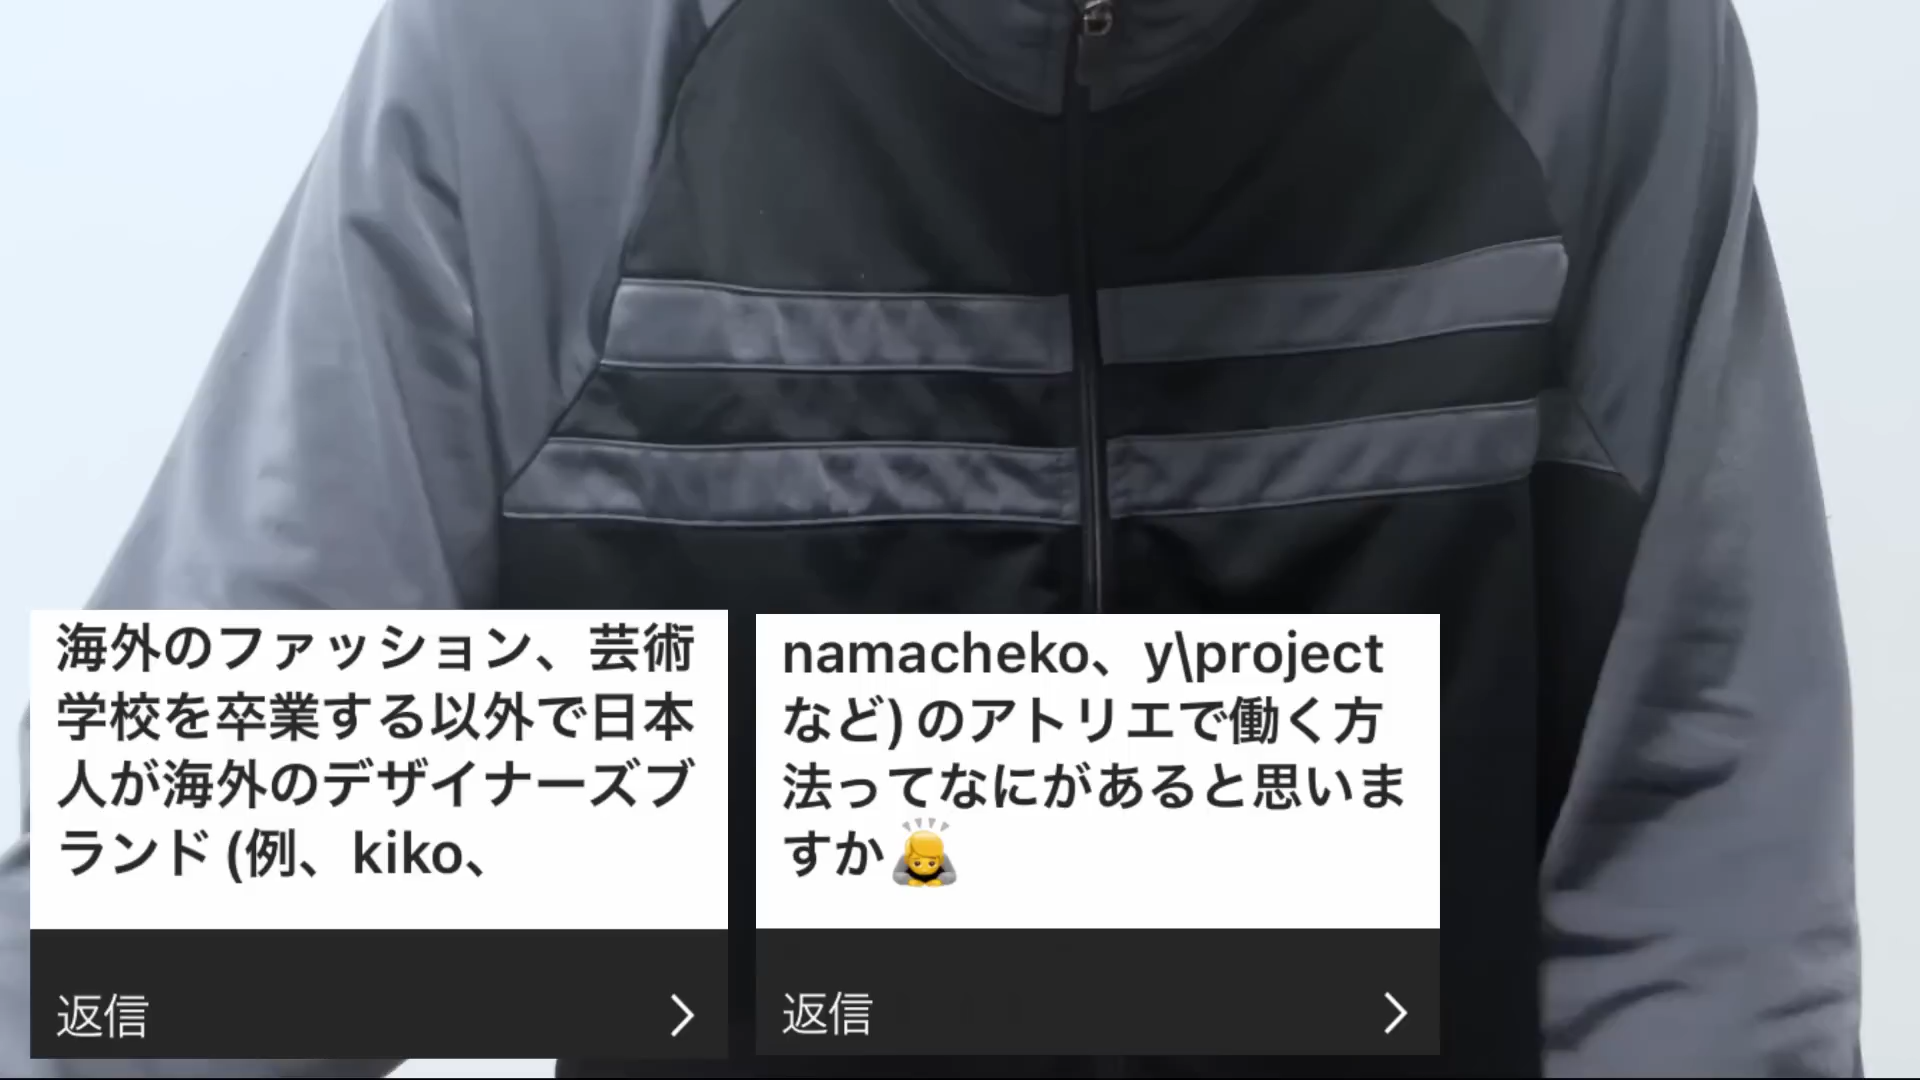 海外のファッション、芸術
学校を卒業する以外で日本
人が海外のデザイナーズブ
ランド (例、kiko、
返信
namacheko、y\project
など) のアトリエで働く方
法ってなにがあると思いま
すか🙇
返信